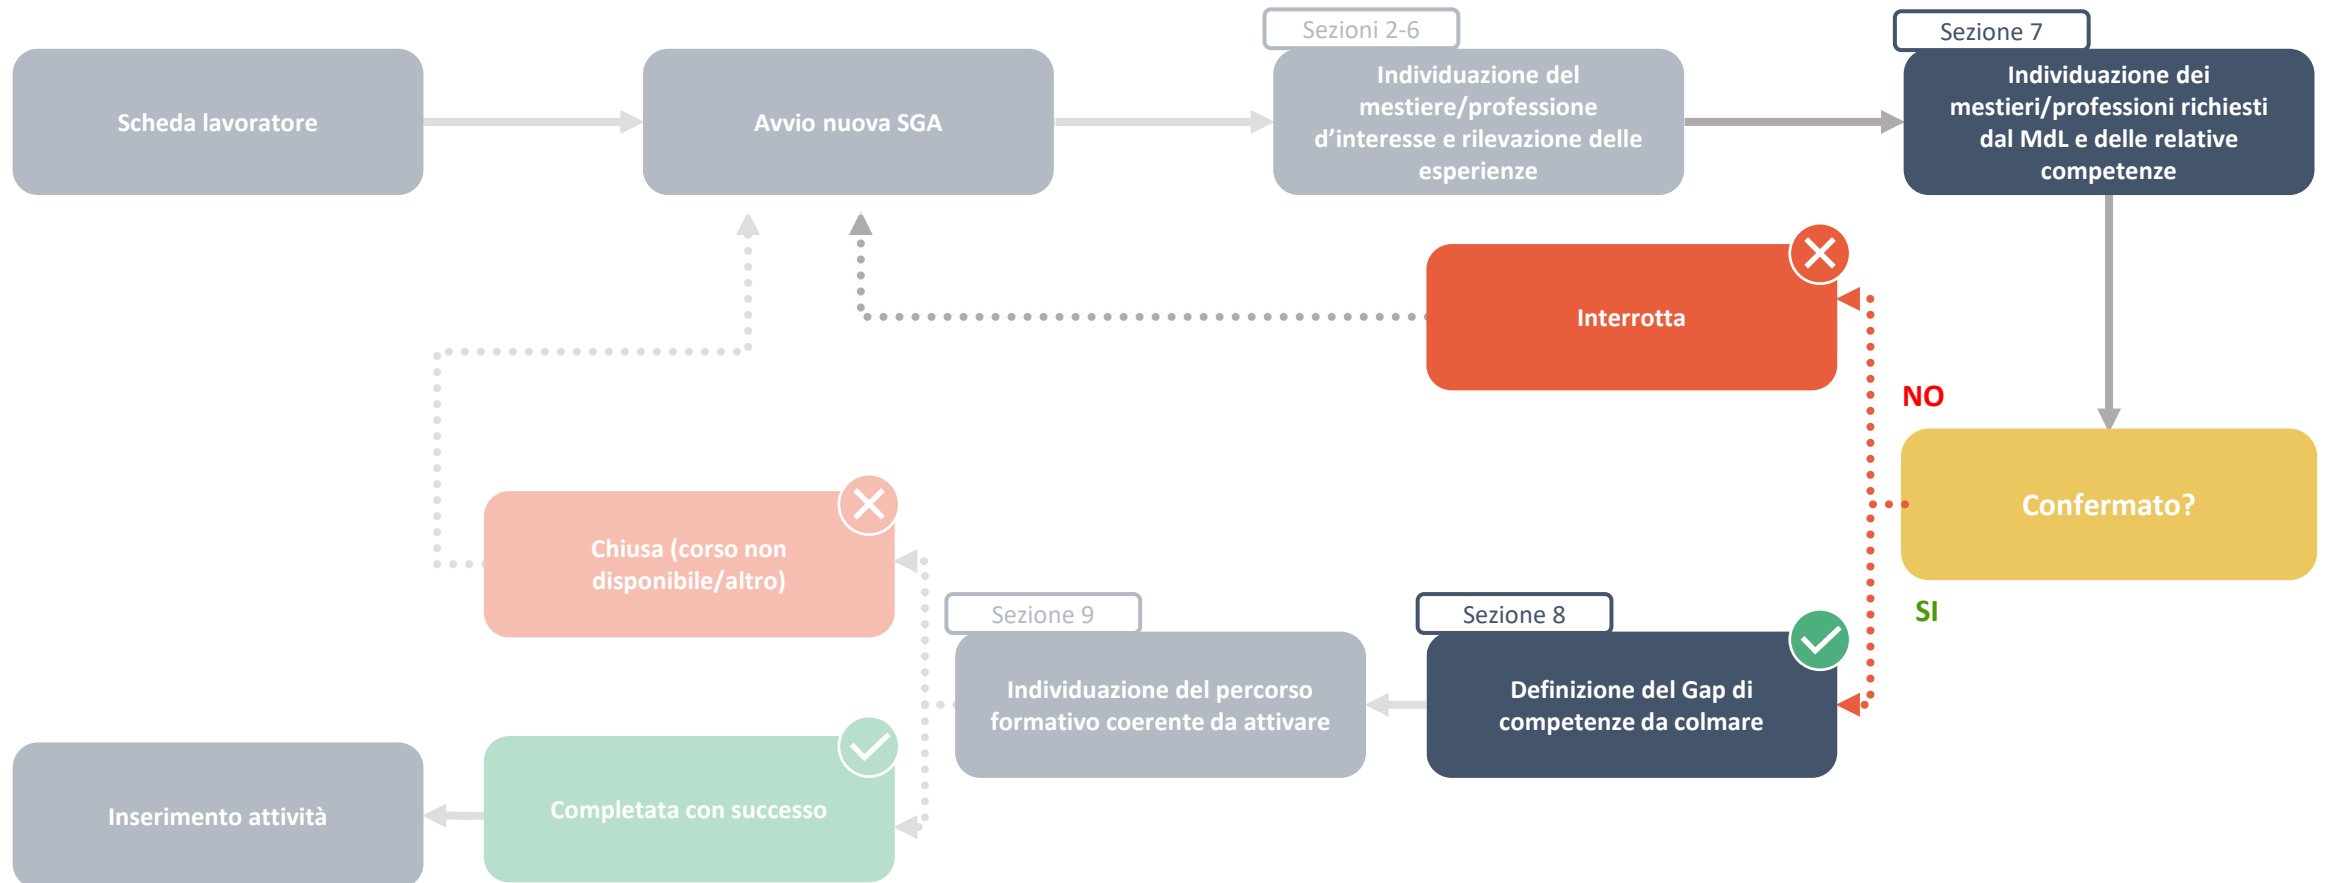 Scheda lavoratore
Avvio nuova SGA
Sezioni 2-6
Individuazione del
mestiere/professione
d’interesse e rilevazione delle
esperienze
Sezione 7
Individuazione dei
mestieri/professioni richiesti
dal MdL e delle relative
competenze
Interrotta
NO
Confermato?
SI
Chiusa (corso non
disponibile/altro)
Sezione 9
Individuazione del percorso
formativo coerente da attivare
Sezione 8
Definizione del Gap di
competenze da colmare
Inserimento attività
Completata con successo